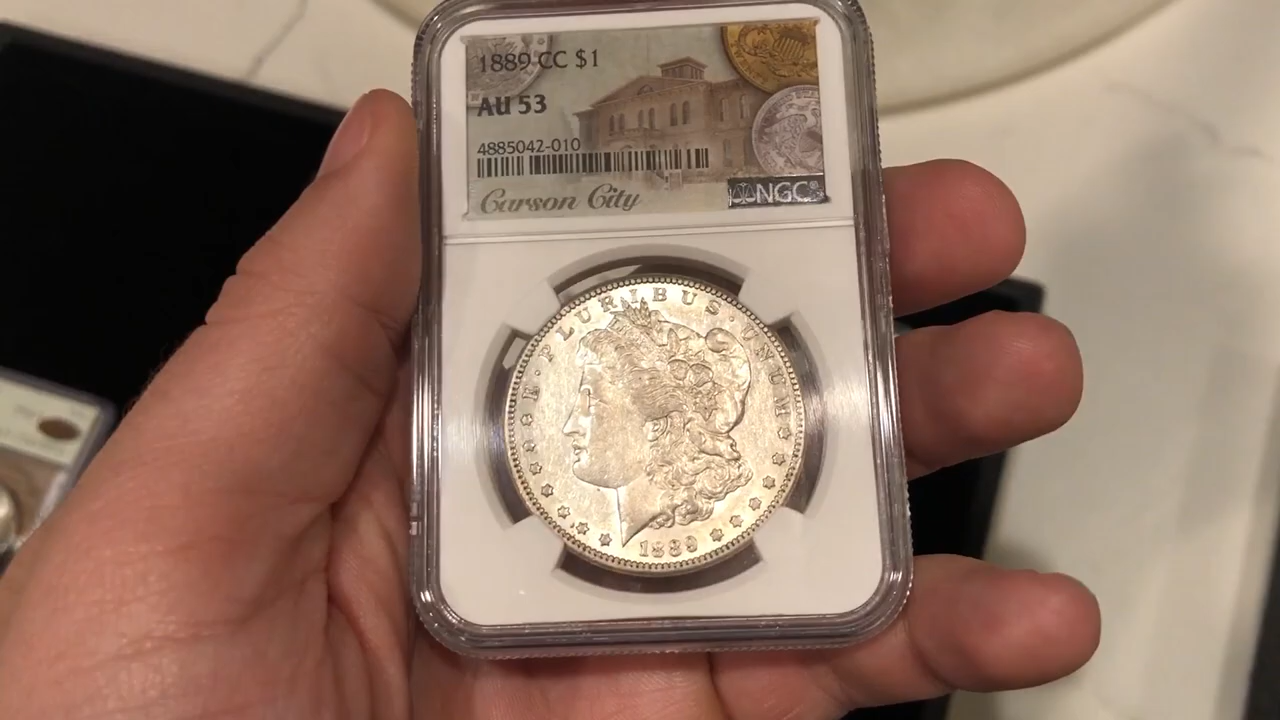 1889 CC $1
AU 53
4885042-010
Carson City
NGC
E · PLURIBUS · UNUM
1889